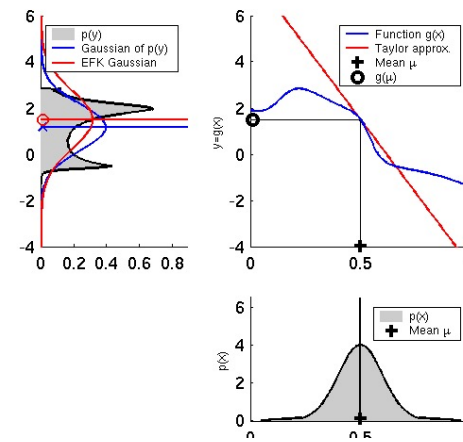 6
4
2
0
-2
-4
0 0.2 0.4 0.6 0.8
p(y)
Gaussian of p(y)
EFK Gaussian
6
4
2
0
-2
-4
0 0.5
y=g(x)
Function g(x)
Taylor approx.
Mean μ
g(μ)
6
4
2
0
0 0.5
p(x)
p(x)
Mean μ